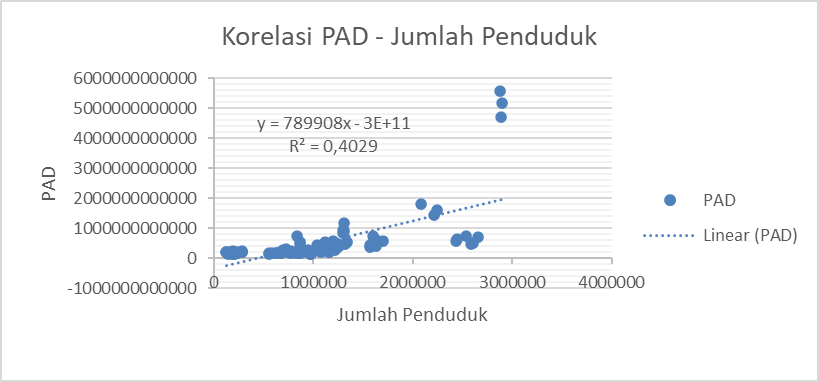 Korelasi PAD - Jumlah Penduduk
6000000000000
5000000000000
4000000000000
3000000000000
2000000000000
1000000000000
0
-1000000000000
PAD
y = 789908x - 3E+11
R² = 0,4029
0 1000000 2000000 3000000 4000000
Jumlah Penduduk
PAD
Linear (PAD)